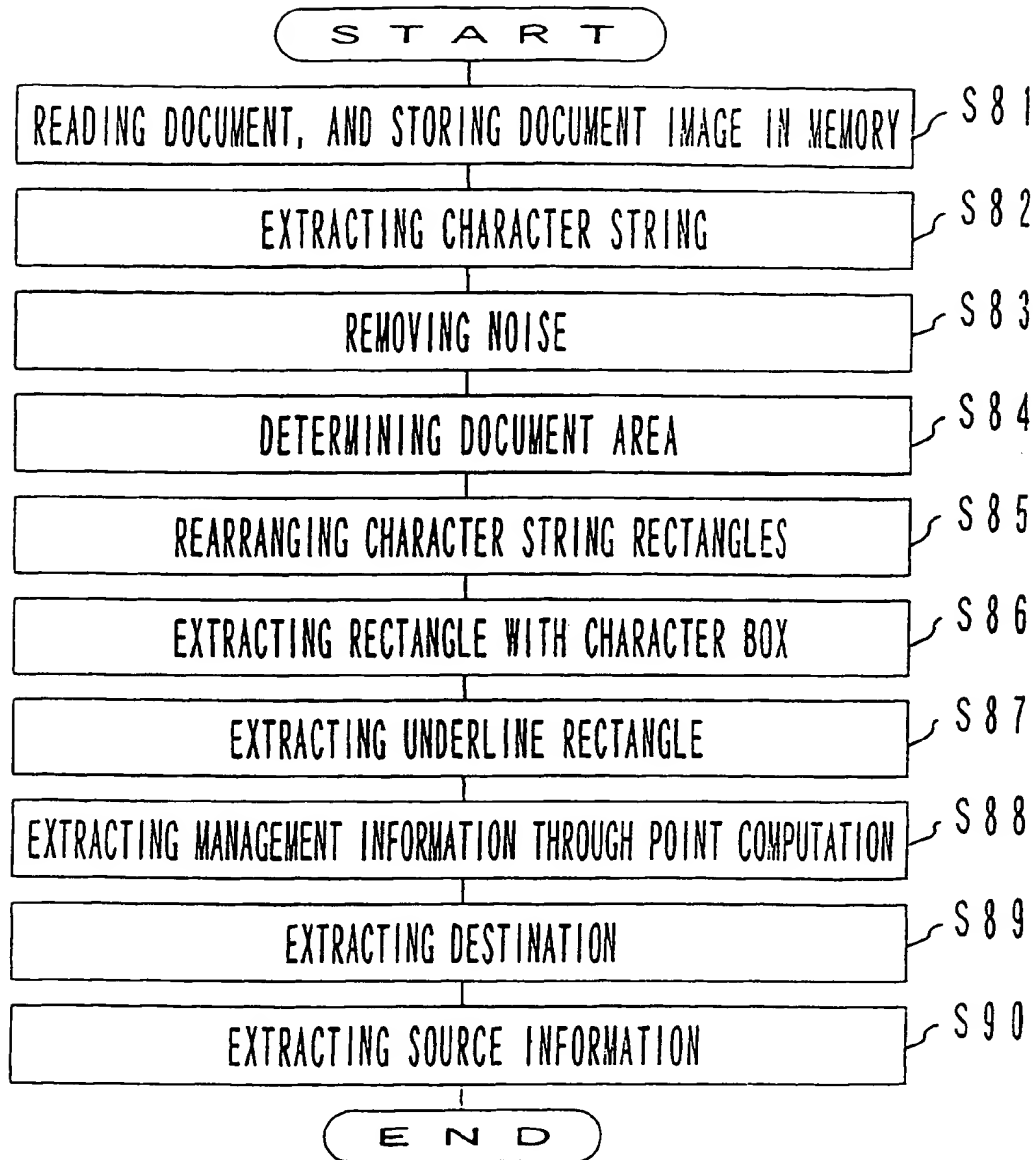 START
READING DOCUMENT, AND STORING DOCUMENT IMAGE IN MEMORY
S81
EXTRACTING CHARACTER STRING
S82
REMOVING NOISE
S83
DETERMINING DOCUMENT AREA
S84
REARRANGING CHARACTER STRING RECTANGLES
S85
EXTRACTING RECTANGLE WITH CHARACTER BOX
S86
EXTRACTING UNDERLINE RECTANGLE
S87
EXTRACTING MANAGEMENT INFORMATION THROUGH POINT COMPUTATION
S88
EXTRACTING DESTINATION
S89
EXTRACTING SOURCE INFORMATION
S90
END